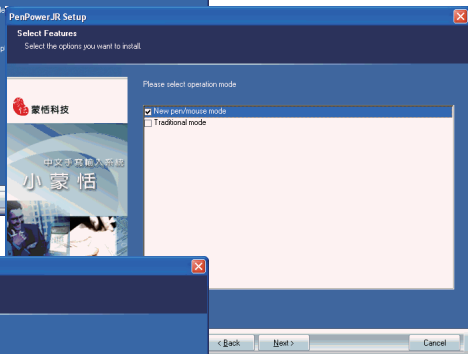 PenPowerJR Setup
Select Features
Select the options you want to install.
Please select operation mode
New pen/mouse mode
Traditional mode
蒙恬科技
中文手寫輸入系統
小蒙恬
< Back
Next >
Cancel